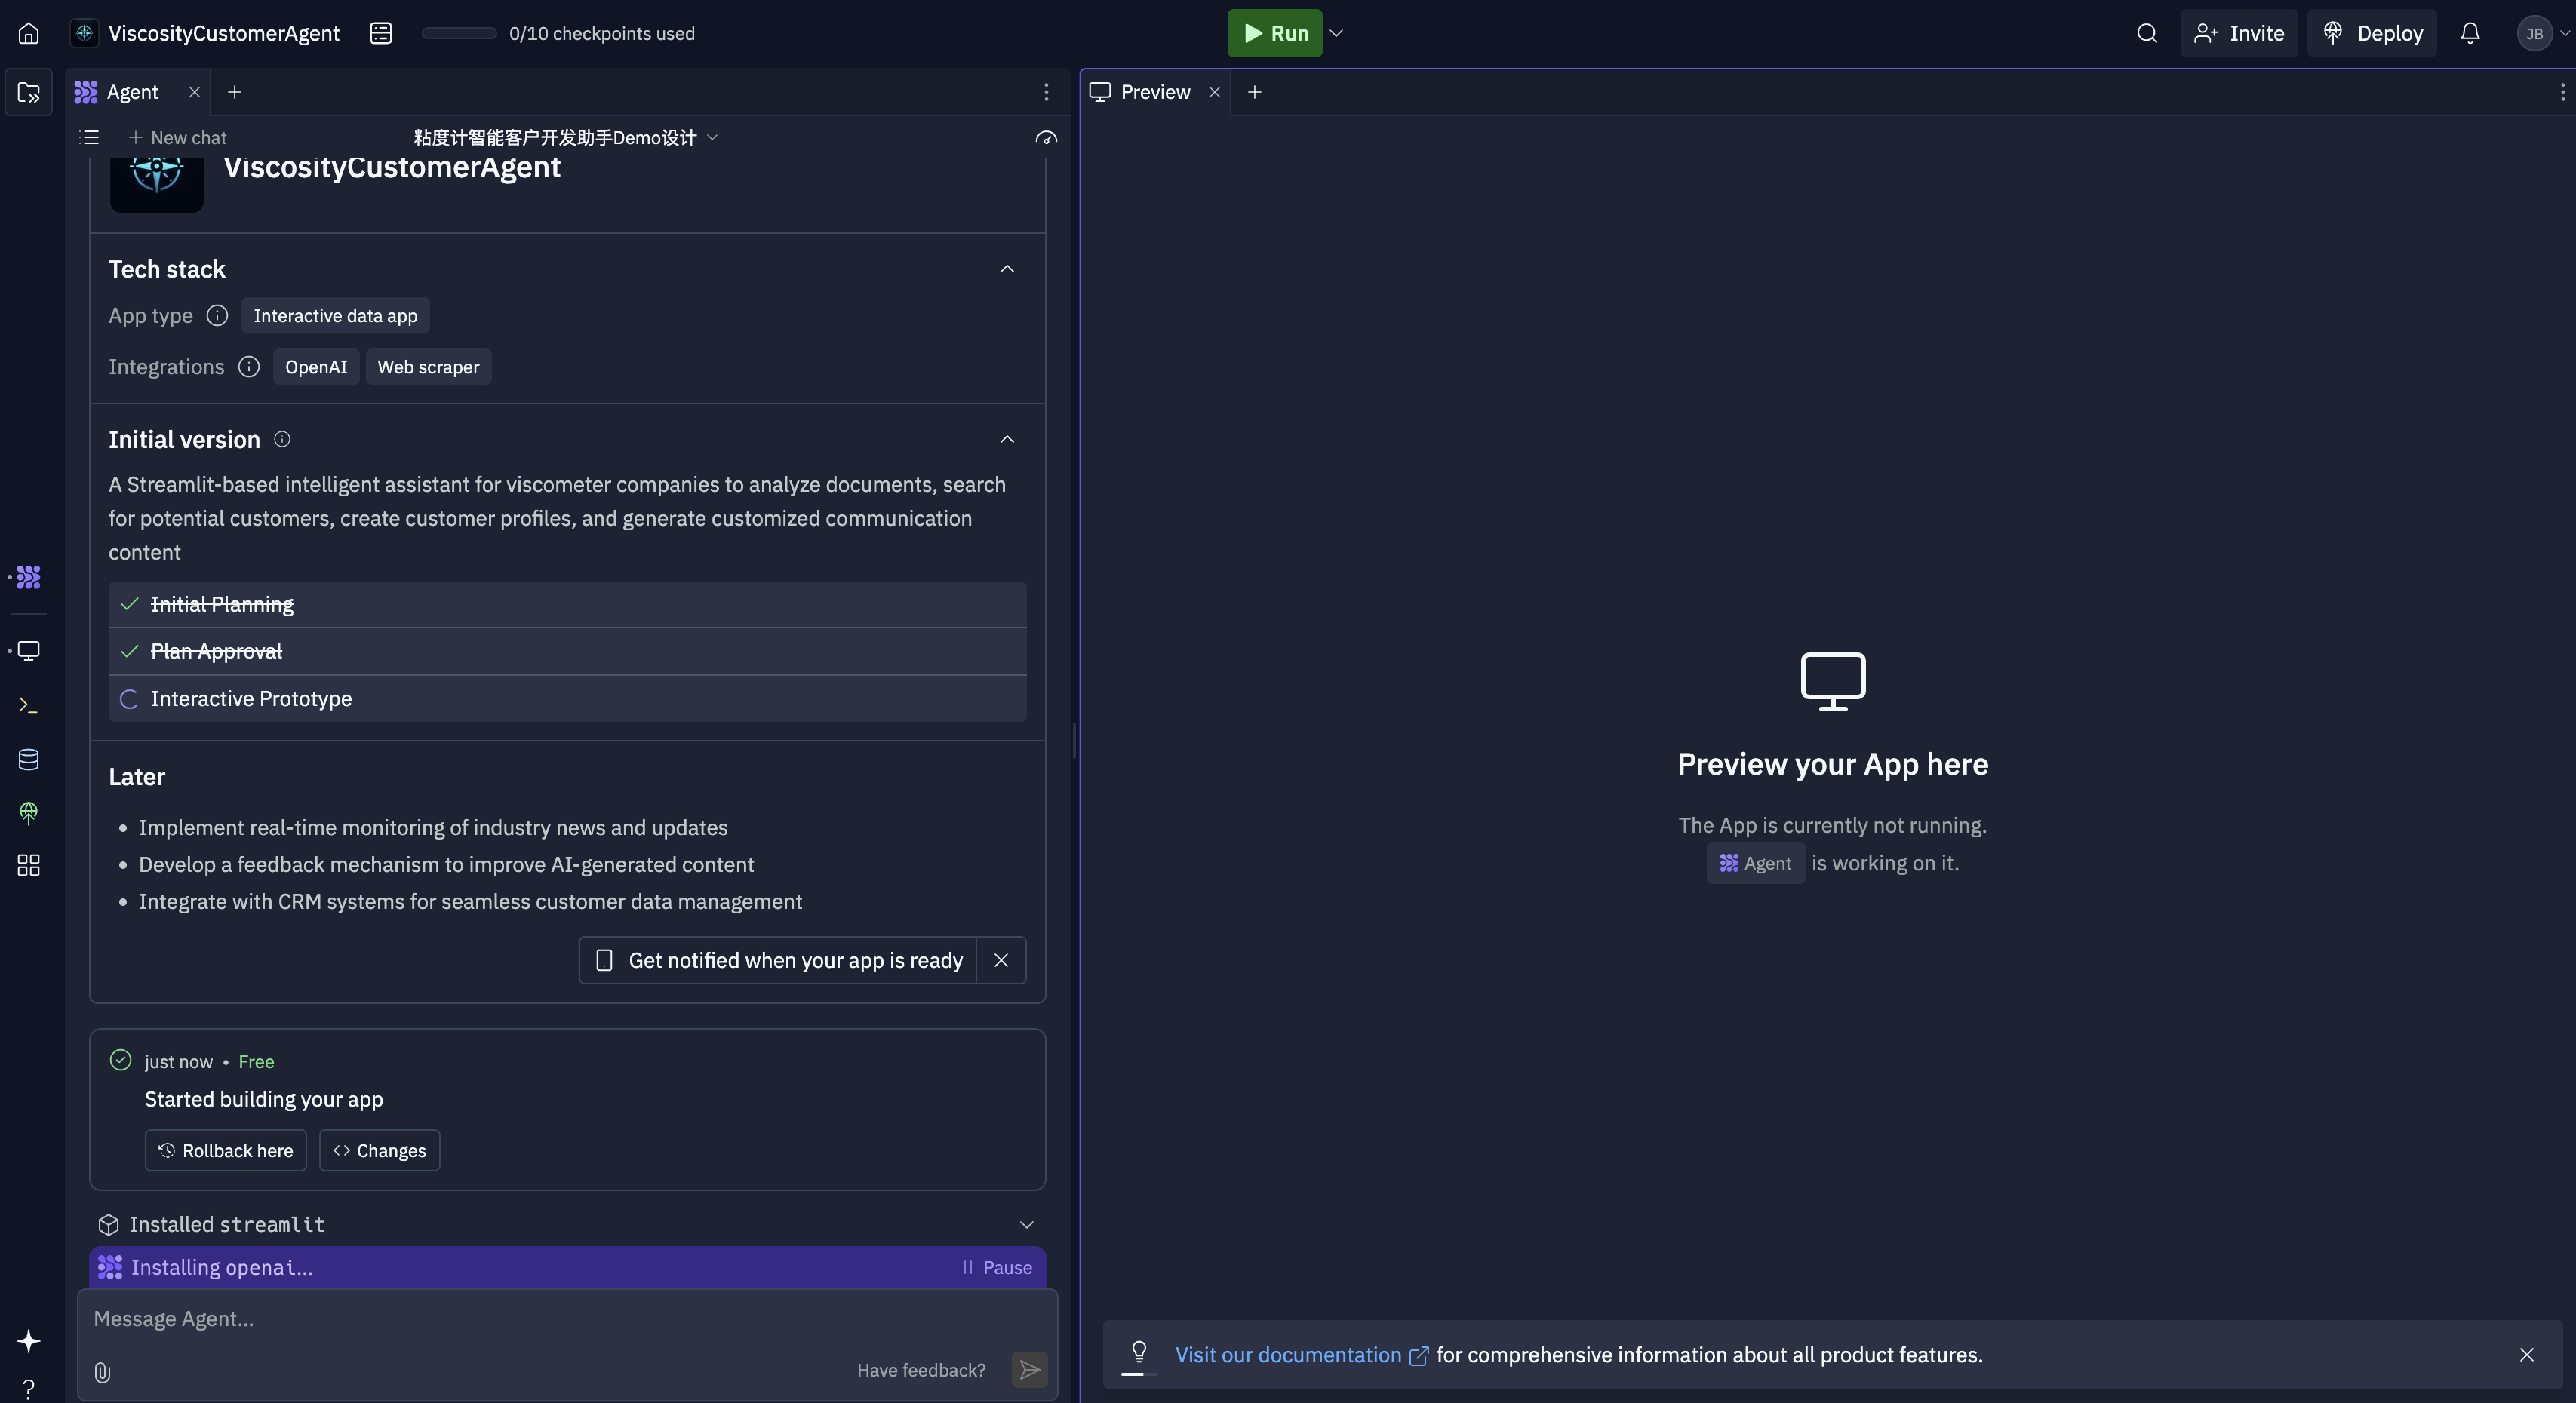 ViscosityCustomerAgent
0/10 checkpoints used
Run
Invite
Deploy
JB
Agent
New chat
粘度计智能客户开发助手Demo设计
ViscosityCustomerAgent
Tech stack
App type
Interactive data app
Integrations
OpenAI
Web scraper
Initial version
A Streamlit-based intelligent assistant for viscometer companies to analyze documents, search
for potential customers, create customer profiles, and generate customized communication
content
Initial Planning
Plan Approval
Interactive Prototype
Later
Implement real-time monitoring of industry news and updates
Develop a feedback mechanism to improve AI-generated content
Integrate with CRM systems for seamless customer data management
Get notified when your app is ready
just now • Free
Started building your app
Rollback here
Changes
Installed streamlit
Installing openai...
Pause
Message Agent...
Have feedback?
Preview
Preview your App here
The App is currently not running.
Agent is working on it.
Visit our documentation for comprehensive information about all product features.